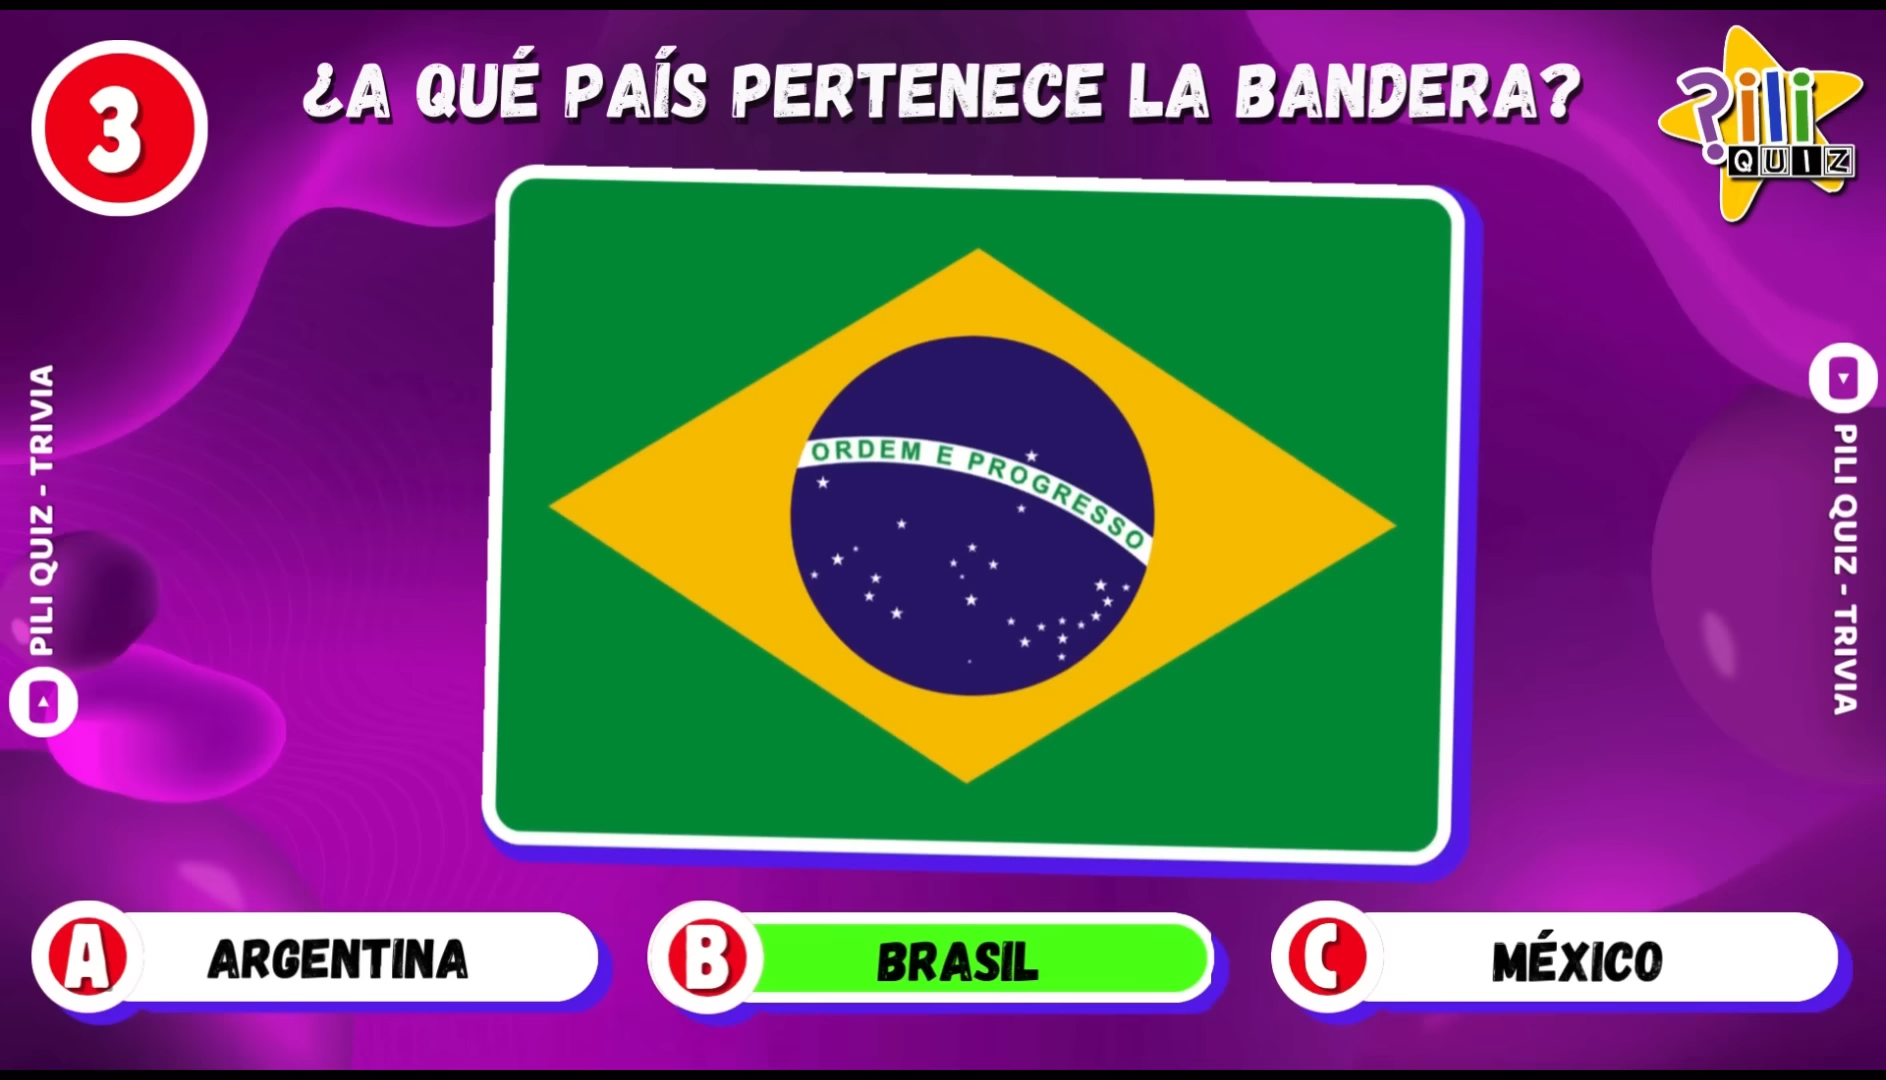 3
¿A QUÉ PAÍS PERTENECE LA BANDERA?
?ili
QUIZ
ORDEM E PROGRESSO
PILI QUIZ - TRIVIA
PILI QUIZ - TRIVIA
A ARGENTINA
B BRASIL
C MÉXICO